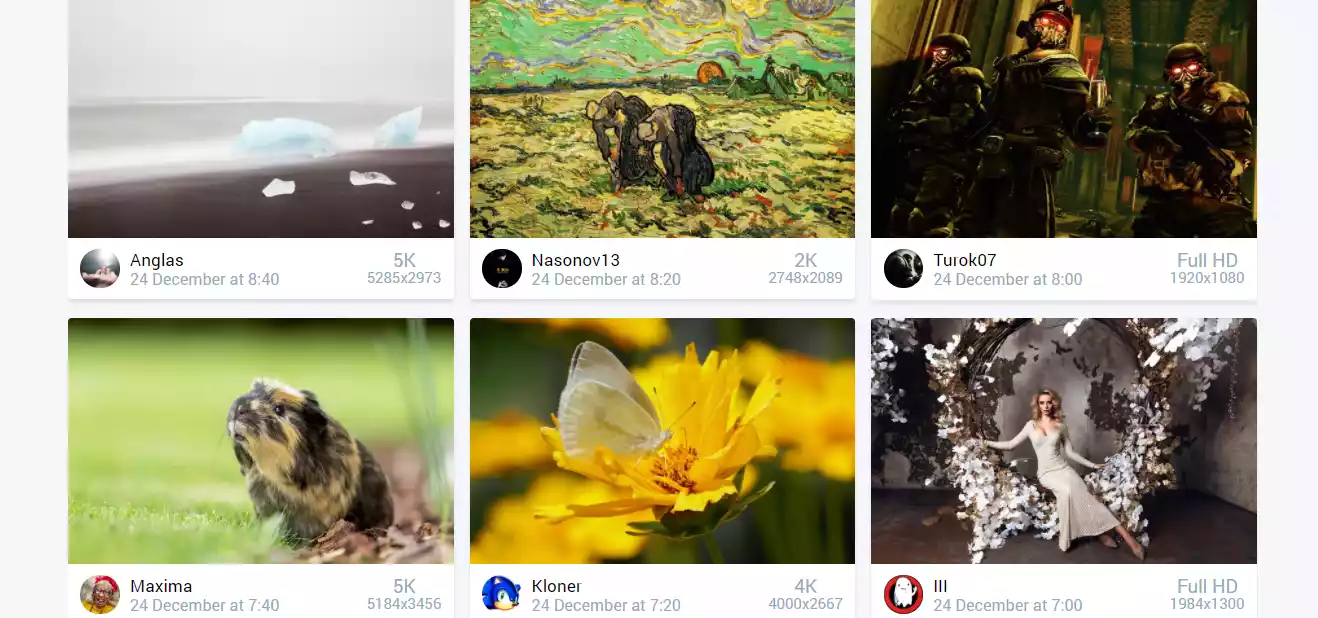 Anglas
24 December at 8:40
5K
5285x2973
Nasonov13
24 December at 8:20
2K
2748x2089
Turok07
24 December at 8:00
Full HD
1920x1080
Maxima
24 December at 7:40
5K
5184x3456
Kloner
24 December at 7:20
4K
4000x2667
III
24 December at 7:00
Full HD
1984x1300